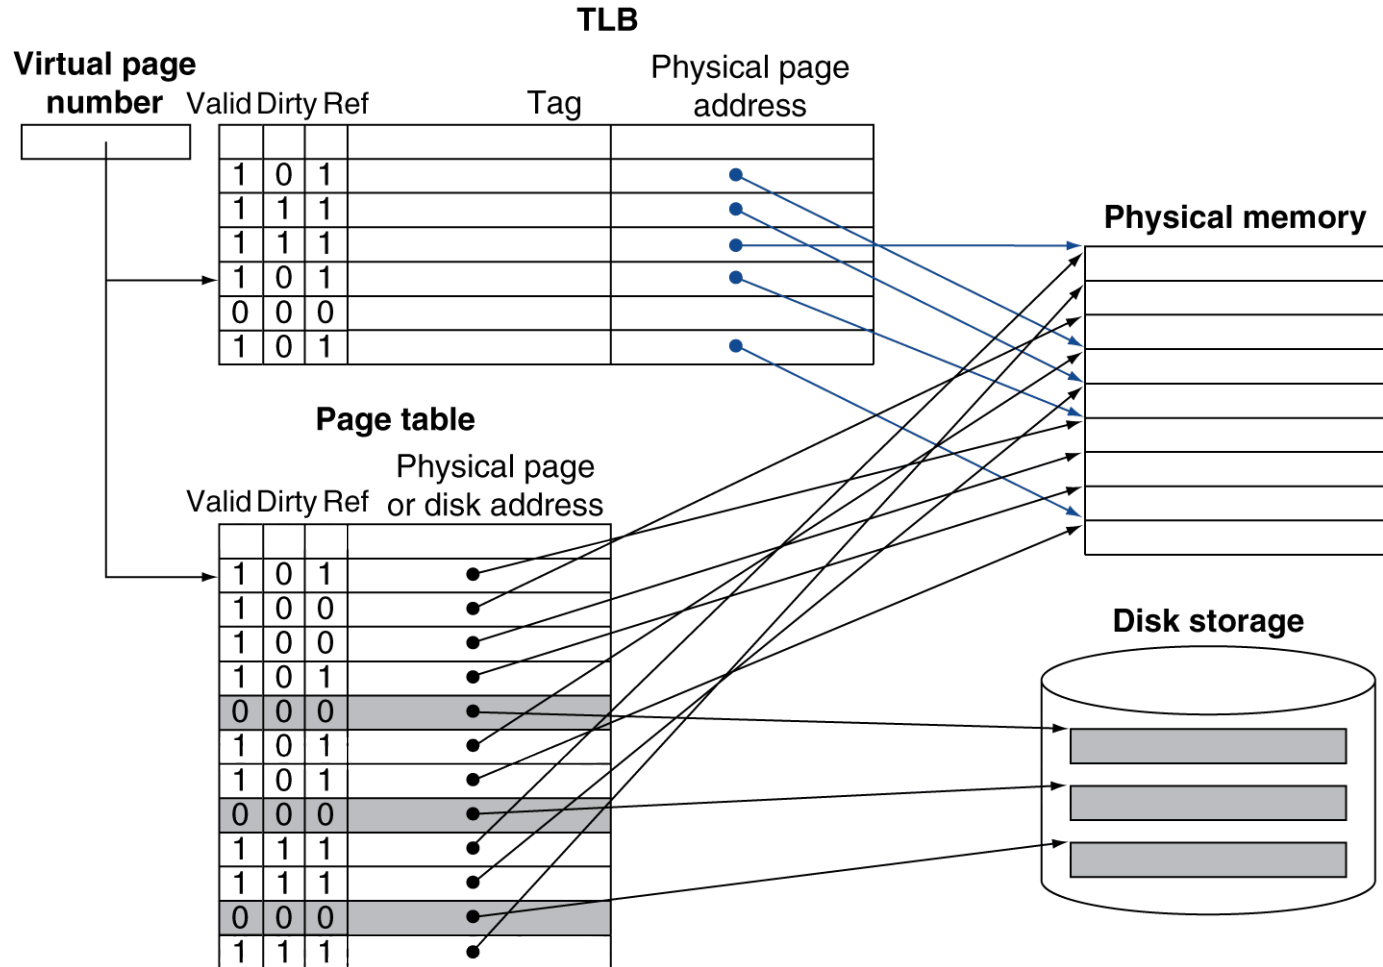 TLB
Virtual page
number
Valid Dirty Ref
Tag
Physical page
address
1 0 1
1 1 1
1 1 1
1 0 1
0 0 0
1 0 1
Physical memory
Page table
Physical page
or disk address
Valid Dirty Ref
1 0 1
1 0 0
1 0 0
1 0 1
0 0 0
1 0 1
1 0 1
0 0 0
1 1 1
1 1 1
0 0 0
1 1 1
Disk storage